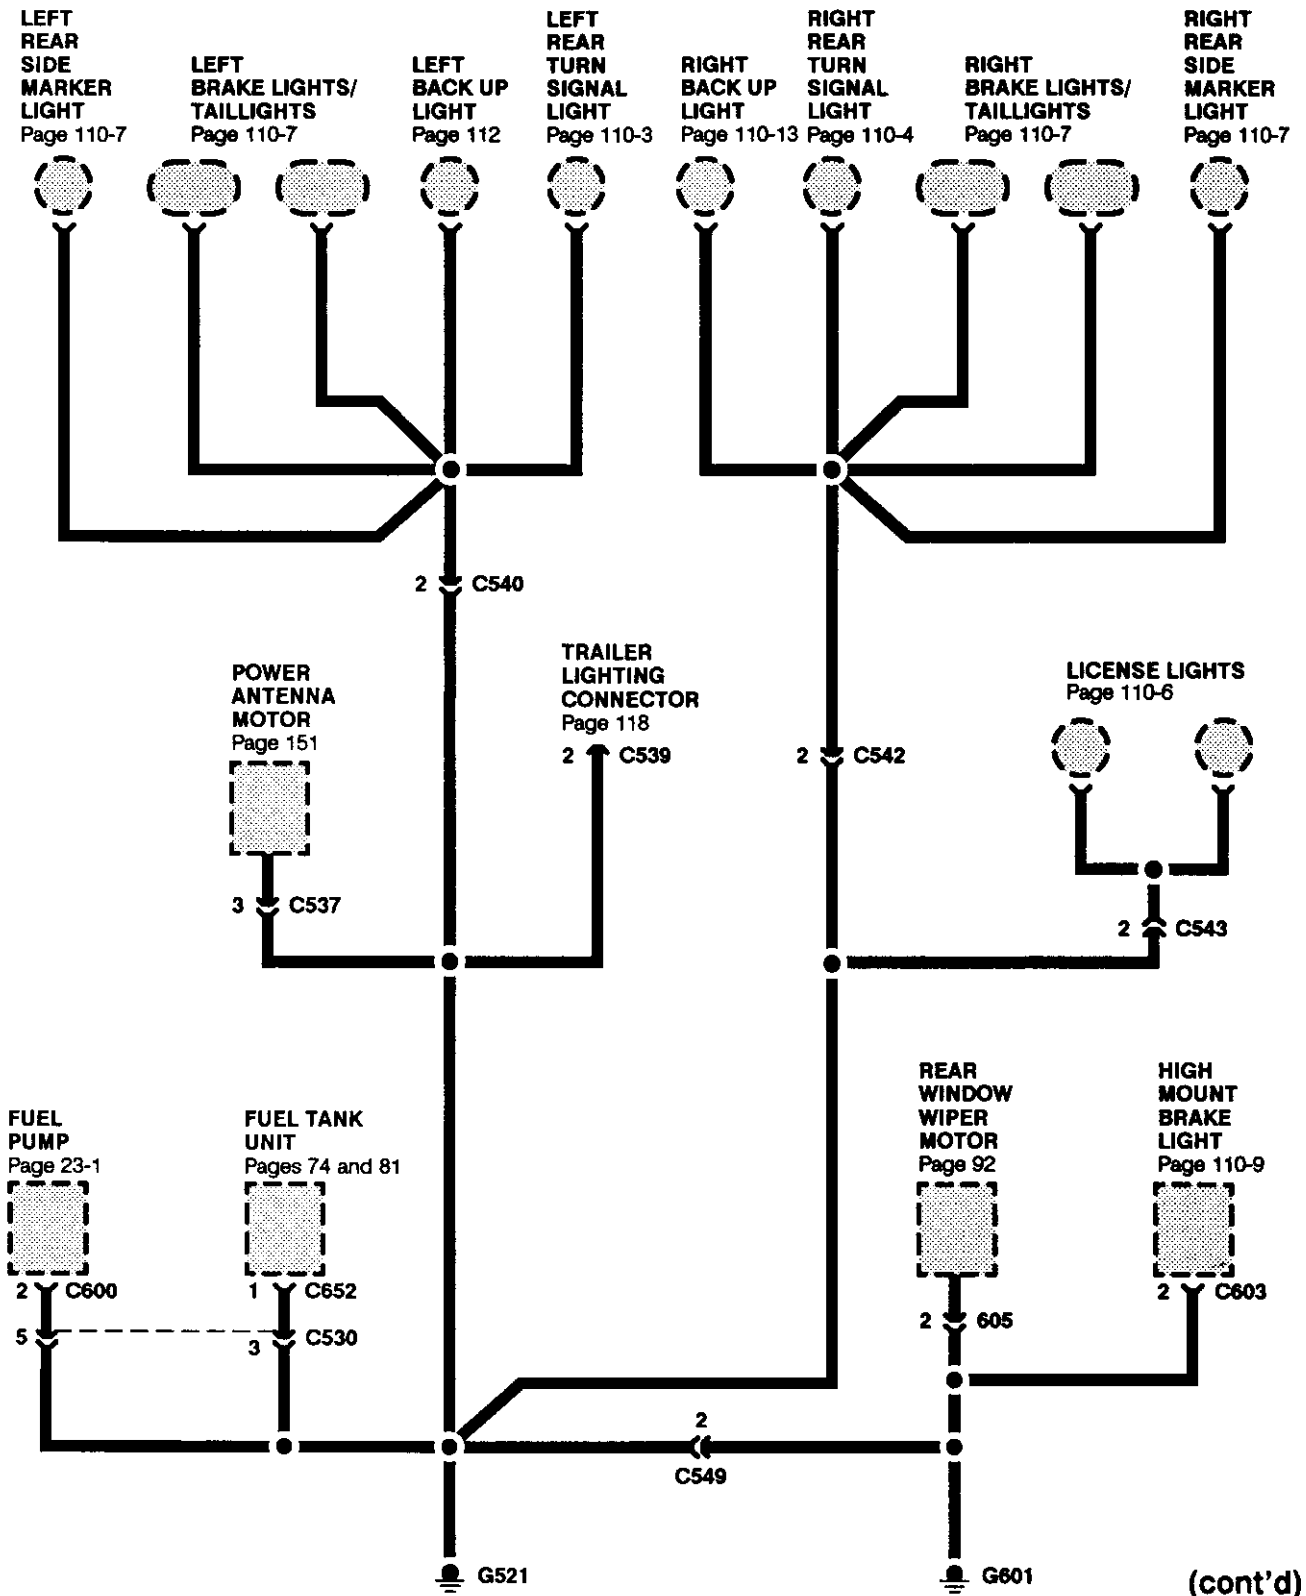 LEFT
REAR
SIDE
MARKER
LIGHT
Page 110-7
LEFT
BRAKE LIGHTS/
TAILLIGHTS
Page 110-7
LEFT
BACK UP
LIGHT
Page 112
LEFT
REAR
TURN
SIGNAL
LIGHT
Page 110-3
RIGHT
BACK UP
LIGHT
Page 110-13
RIGHT
REAR
TURN
SIGNAL
LIGHT
Page 110-4
RIGHT
BRAKE LIGHTS/
TAILLIGHTS
Page 110-7
RIGHT
REAR
SIDE
MARKER
LIGHT
Page 110-7
2 C540
POWER
ANTENNA
MOTOR
Page 151
3 C537
TRAILER
LIGHTING
CONNECTOR
Page 118
2 C539
2 C542
LICENSE LIGHTS
Page 110-6
2 C543
FUEL
PUMP
Page 23-1
2 C600
5
FUEL TANK
UNIT
Pages 74 and 81
1 C652
3 C530
REAR
WINDOW
WIPER
MOTOR
Page 92
2 605
HIGH
MOUNT
BRAKE
LIGHT
Page 110-9
2 C603
2
C549
G521
G601
(cont'd)